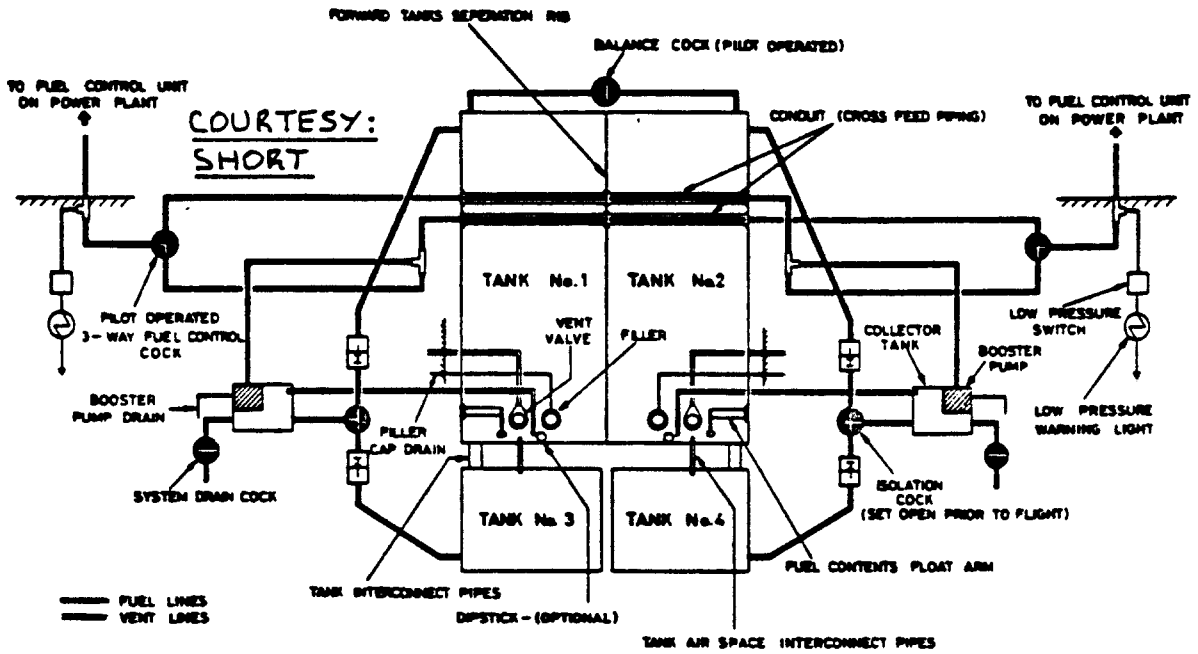 FORWARD TANKS SEPERATION RIB
BALANCE COCK (PILOT OPERATED)
TO FUEL CONTROL UNIT
ON POWER PLANT
COURTESY:
SHORT
CONDUIT (CROSS FEED PIPING)
TO FUEL CONTROL UNIT
ON POWER PLANT
TANK No.1
TANK No.2
PILOT OPERATED
3-WAY FUEL CONTROL
COCK
VENT
VALVE
FILLER
COLLECTOR
TANK
BOOSTER
PUMP
LOW PRESSURE
SWITCH
BOOSTER
PUMP DRAIN
FILLER
CAP DRAIN
LOW PRESSURE
WARNING LIGHT
SYSTEM DRAIN COCK
TANK No.3
TANK No.4
ISOLATION
COCK
(SET OPEN PRIOR TO FLIGHT)
FUEL CONTENTS FLOAT ARM
TANK INTERCONNECT PIPES
DIPSTICK-(OPTIONAL)
TANK AIR SPACE INTERCONNECT PIPES
FUEL LINES
VENT LINES